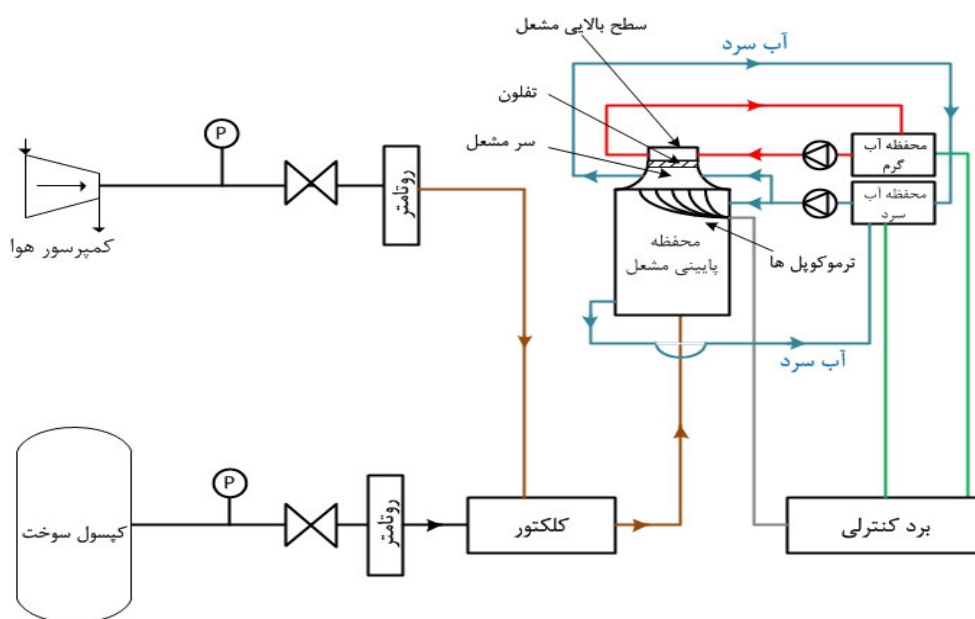 سطح بالایی مشعل
آب سرد
تفلون
سر مشعل
P
روتامتر
کمپرسور هوا
محفظه آب
گرم
محفظه آب
سرد
محفظه
پایینی مشعل
ترموکوپل ها
آب سرد
P
کپسول سوخت
روتامتر
کلکتور
برد کنترلی